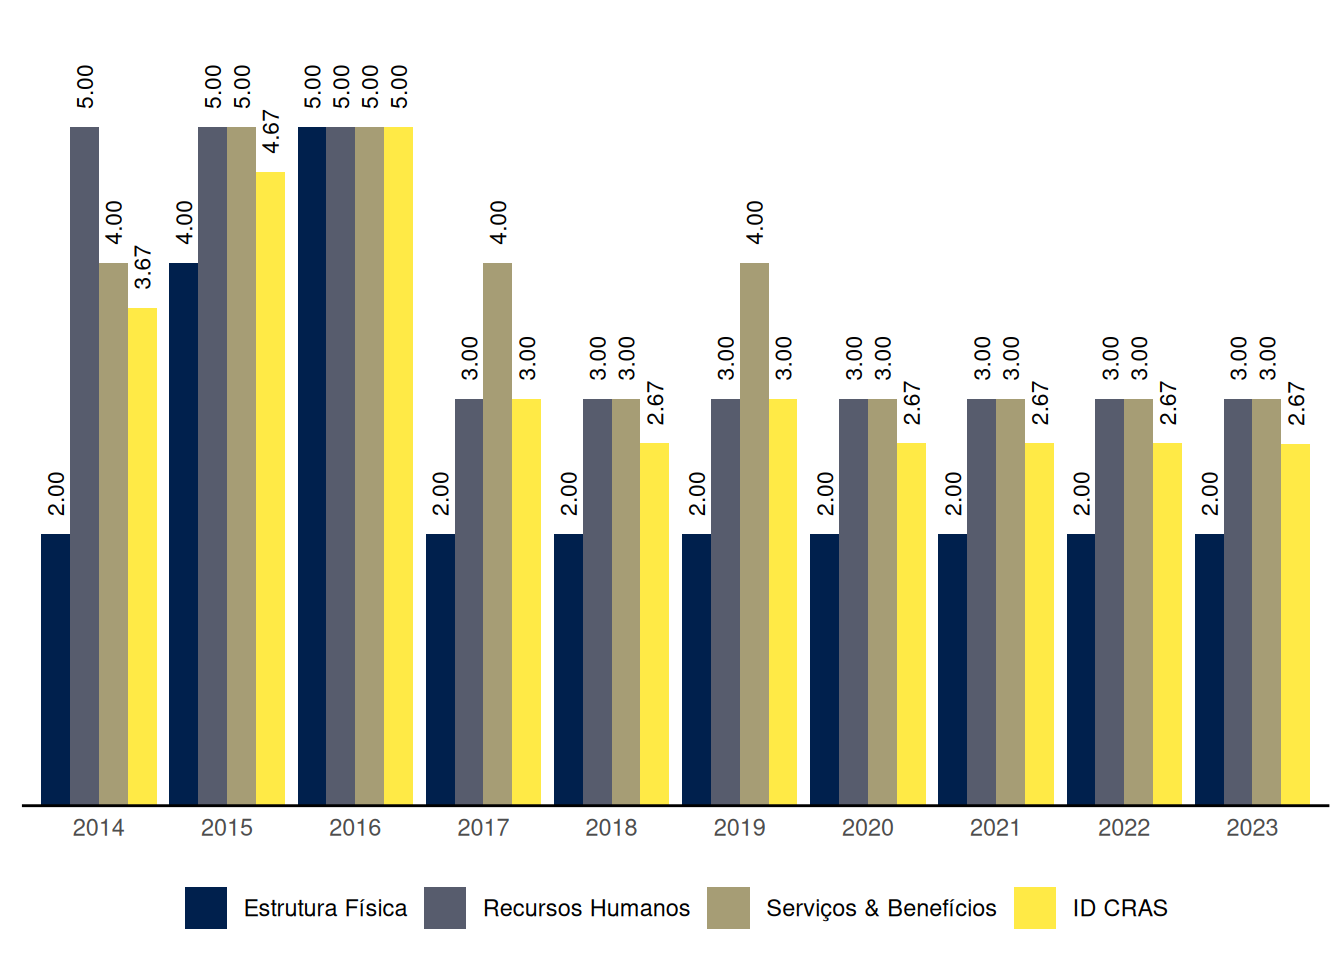 2.00 5.00 4.00 3.67 4.00 5.00 5.00 4.67 5.00 5.00 5.00 5.00 2.00 3.00 4.00 3.00 2.00 3.00 3.00 2.67 2.00 3.00 4.00 3.00 2.00 3.00 3.00 2.67 2.00 3.00 3.00 2.67 2.00 3.00 3.00 2.67 2.00 3.00 3.00 2.67
2014 2015 2016 2017 2018 2019 2020 2021 2022 2023
Estrutura Física Recursos Humanos Serviços & Benefícios ID CRAS